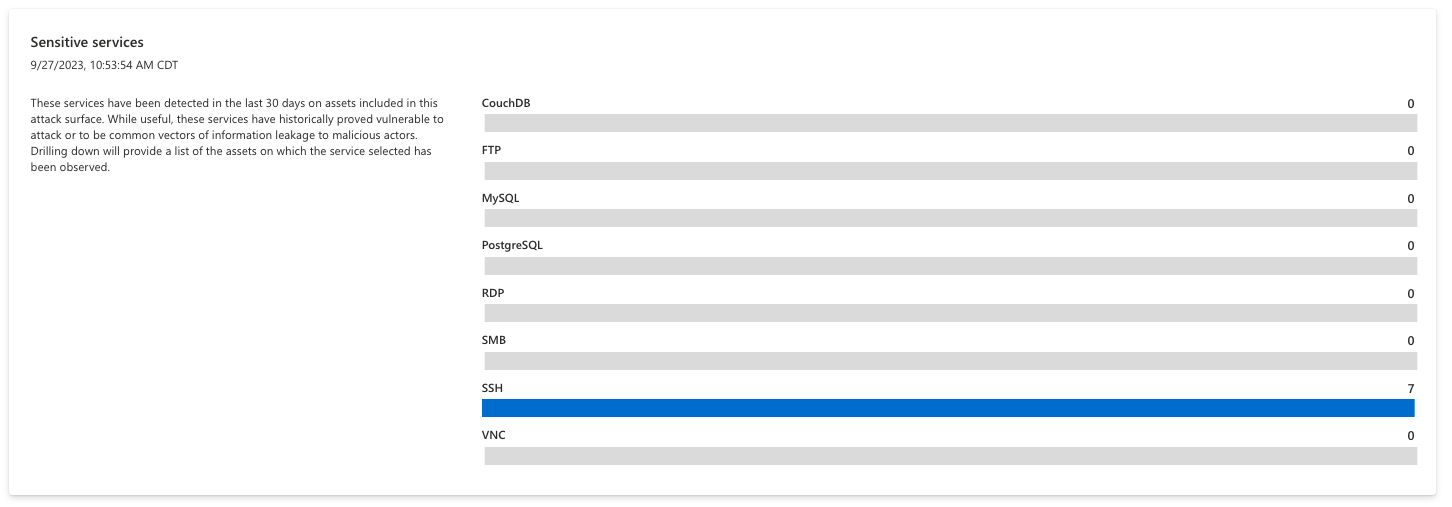 Sensitive services
9/27/2023, 10:53:54 AM CDT
These services have been detected in the last 30 days on assets included in this
attack surface. While useful, these services have historically proved vulnerable to
attack or to be common vectors of information leakage to malicious actors.
Drilling down will provide a list of the assets on which the service selected has
been observed.
CouchDB 0
FTP 0
MySQL 0
PostgreSQL 0
RDP 0
SMB 0
SSH 7
VNC 0